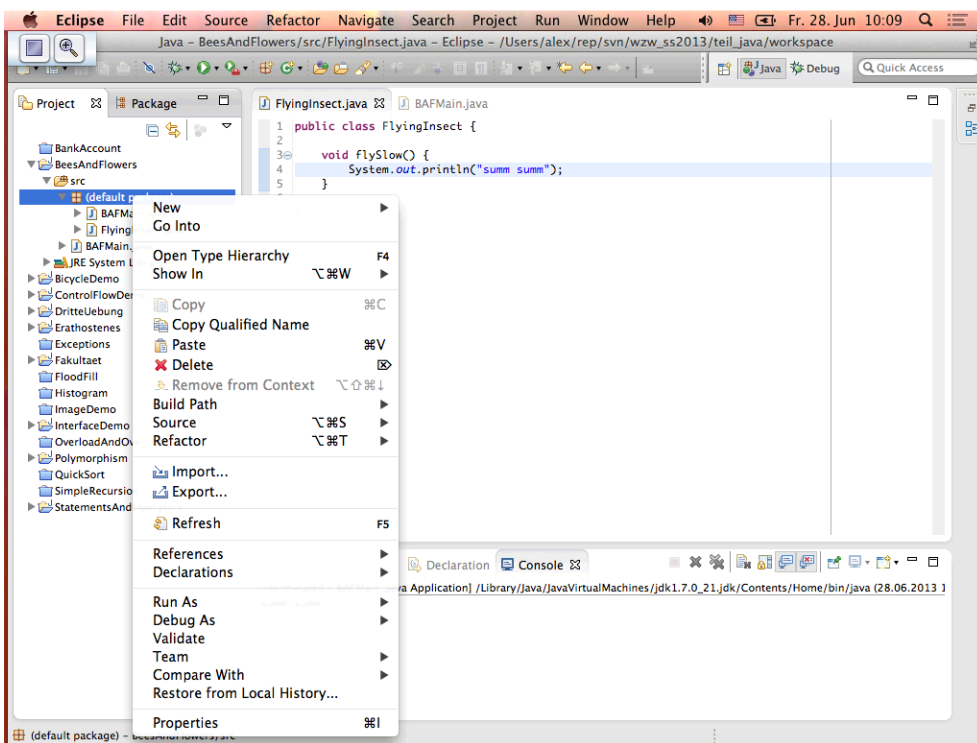 Eclipse File Edit Source Refactor Navigate Search Project Run Window Help Fr. 28. Jun 10:09
Java – BeesAndFlowers/src/FlyingInsect.java – Eclipse – /Users/alex/rep/svn/wzw_ss2013/teil_java/workspace
Java Debug Quick Access
Project Package
BankAccount
BeesAndFlowers
src
(default
BAFMa
Flying
BAFMain.
JRE System L
BicycleDemo
ControlFlowDe
DritteUebung
Erathostenes
Exceptions
Fakultaet
FloodFill
Histogram
ImageDemo
InterfaceDemo
OverloadAndOv
Polymorphism
QuickSort
SimpleRecursio
StatementsAnd
FlyingInsect.java BAFMain.java
1 public class FlyingInsect {
2
3 void flySlow() {
4 System.out.println("summ summ");
5 }
New
Go Into
Open Type Hierarchy F4
Show In ⌥⌘W
Copy ⌘C
Copy Qualified Name
Paste ⌘V
Delete ⌦
Remove from Context ⌥⇧⌘↓
Build Path
Source ⌥⌘S
Refactor ⌥⌘T
Import...
Export...
Refresh F5
References
Declarations
Run As
Debug As
Validate
Team
Compare With
Restore from Local History...
Properties ⌘I
Declaration Console
va Application] /Library/Java/JavaVirtualMachines/jdk1.7.0_21.jdk/Contents/Home/bin/java (28.06.2013 1
(default package) – BeesAndFlowers/src